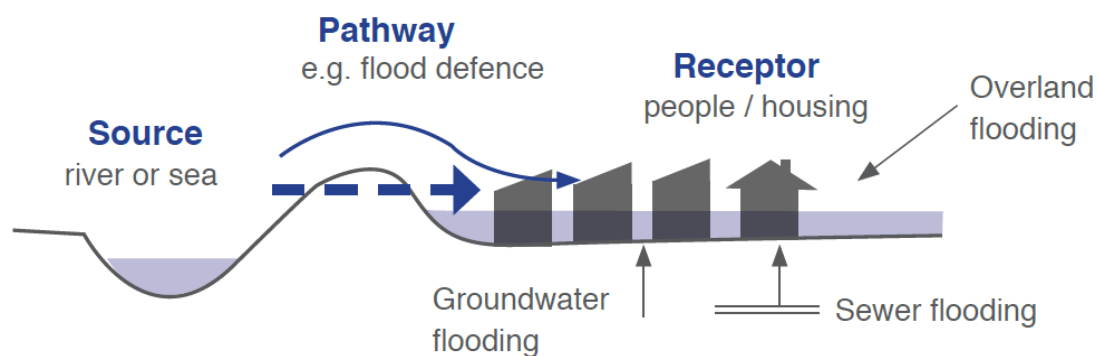 Pathway
e.g. flood defence
Receptor
people / housing
Overland
flooding
Source
river or sea
Groundwater
flooding
Sewer flooding